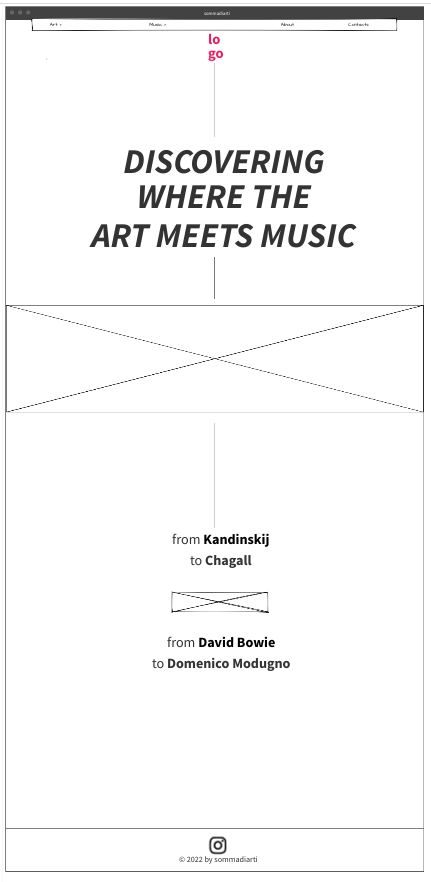 sommadiarti
Art
Music
About
Contacts
lo
go
DISCOVERING
WHERE THE
ART MEETS MUSIC
from Kandinskij
to Chagall
from David Bowie
to Domenico Modugno
© 2022 by sommadiarti